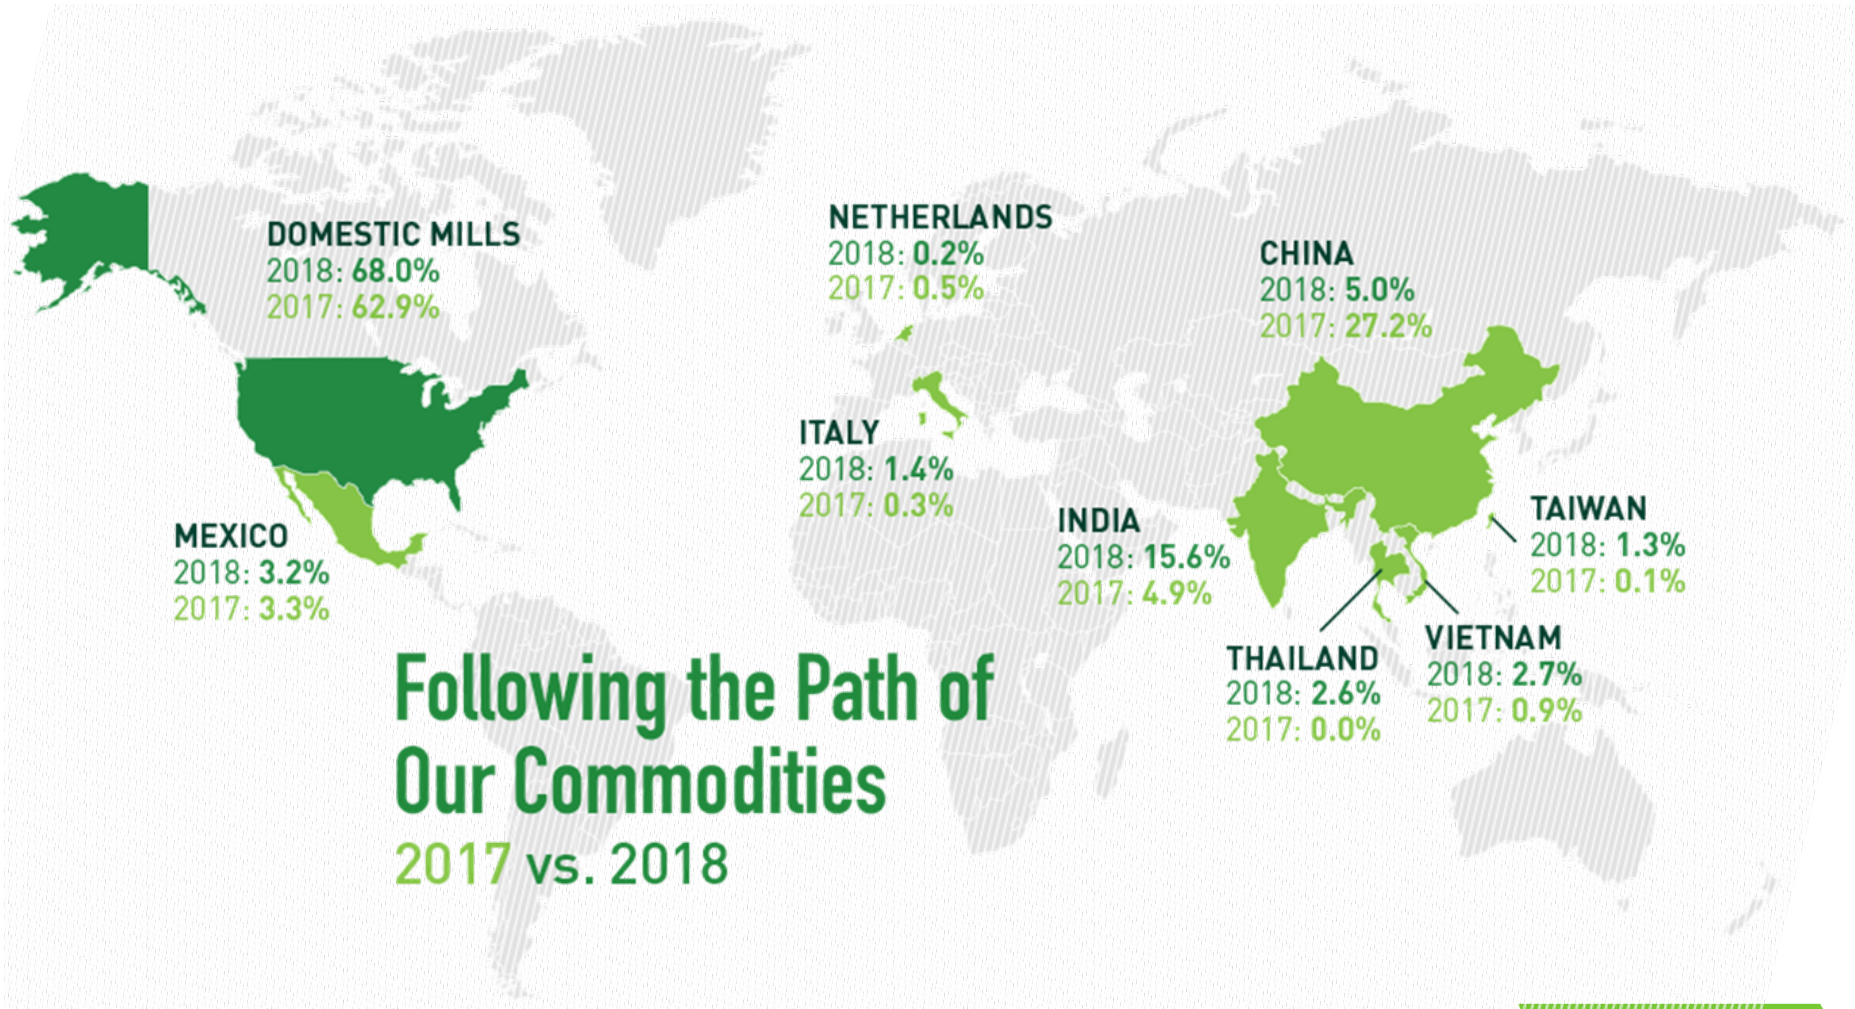 DOMESTIC MILLS
2018: 68.0%
2017: 62.9%
NETHERLANDS
2018: 0.2%
2017: 0.5%
CHINA
2018: 5.0%
2017: 27.2%
ITALY
2018: 1.4%
2017: 0.3%
MEXICO
2018: 3.2%
2017: 3.3%
INDIA
2018: 15.6%
2017: 4.9%
TAIWAN
2018: 1.3%
2017: 0.1%
THAILAND
2018: 2.6%
2017: 0.0%
VIETNAM
2018: 2.7%
2017: 0.9%
Following the Path of
Our Commodities
2017 vs. 2018